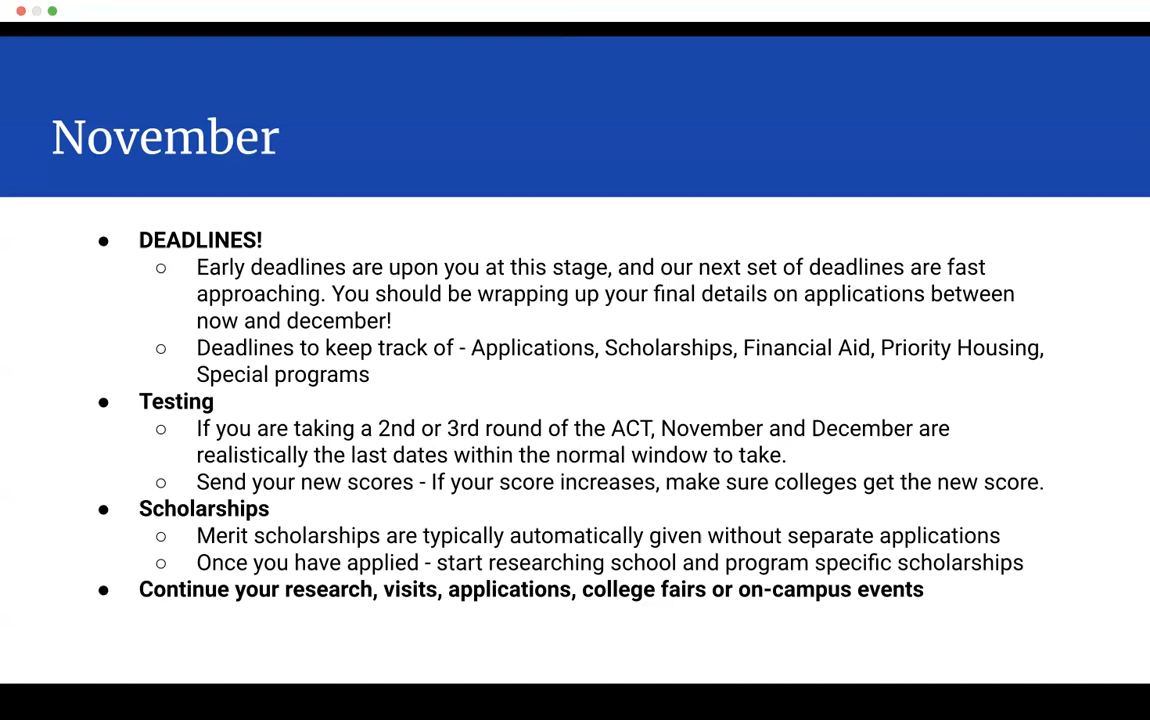 November
● DEADLINES!
○ Early deadlines are upon you at this stage, and our next set of deadlines are fast
approaching. You should be wrapping up your final details on applications between
now and december!
○ Deadlines to keep track of - Applications, Scholarships, Financial Aid, Priority Housing,
Special programs
● Testing
○ If you are taking a 2nd or 3rd round of the ACT, November and December are
realistically the last dates within the normal window to take.
○ Send your new scores - If your score increases, make sure colleges get the new score.
● Scholarships
○ Merit scholarships are typically automatically given without separate applications
○ Once you have applied - start researching school and program specific scholarships
● Continue your research, visits, applications, college fairs or on-campus events